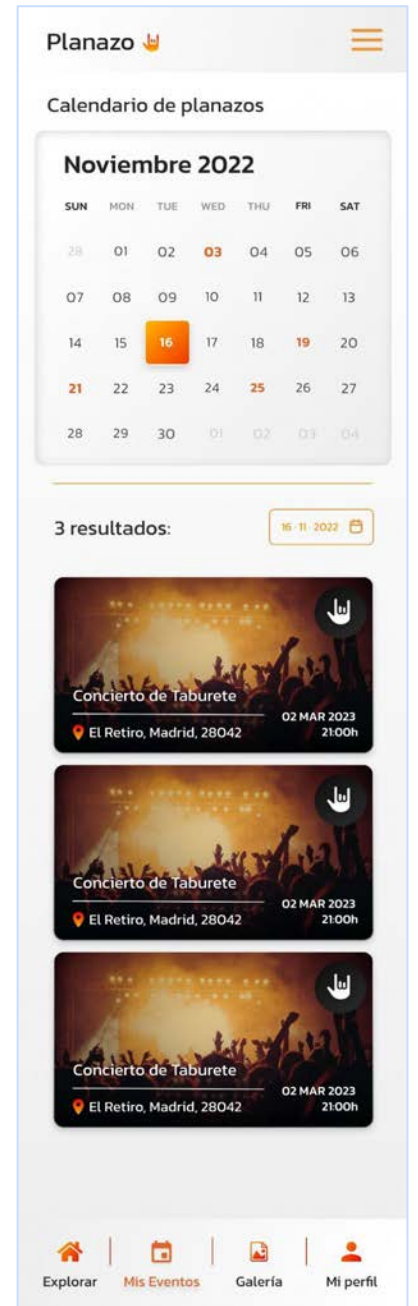 Planazo
Calendario de planazos
Noviembre 2022
SUN MON TUE WED THU FRI SAT
28 01 02 03 04 05 06
07 08 09 10 11 12 13
14 15 16 17 18 19 20
21 22 23 24 25 26 27
28 29 30 01 02 03 04
3 resultados:
16 · 11 · 2022
Concierto de Taburete
El Retiro, Madrid, 28042
02 MAR 2023
21:00h
Concierto de Taburete
El Retiro, Madrid, 28042
02 MAR 2023
21:00h
Concierto de Taburete
El Retiro, Madrid, 28042
02 MAR 2023
21:00h
Explorar Mis Eventos Galería Mi perfil